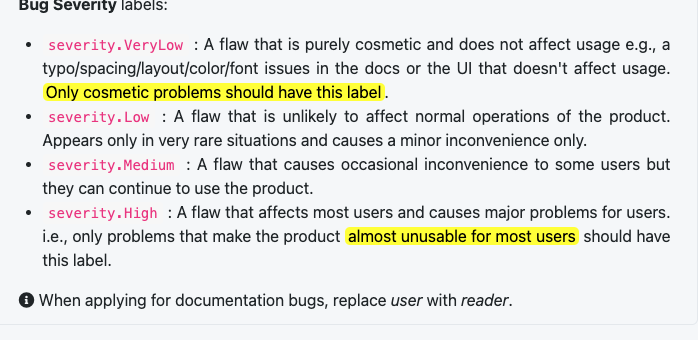 Bug Severity labels:
• severity.VeryLow : A flaw that is purely cosmetic and does not affect usage e.g., a
typo/spacing/layout/color/font issues in the docs or the UI that doesn't affect usage.
Only cosmetic problems should have this label.
• severity.Low : A flaw that is unlikely to affect normal operations of the product.
Appears only in very rare situations and causes a minor inconvenience only.
• severity.Medium : A flaw that causes occasional inconvenience to some users but
they can continue to use the product.
• severity.High : A flaw that affects most users and causes major problems for users.
i.e., only problems that make the product almost unusable for most users should have
this label.
When applying for documentation bugs, replace user with reader.